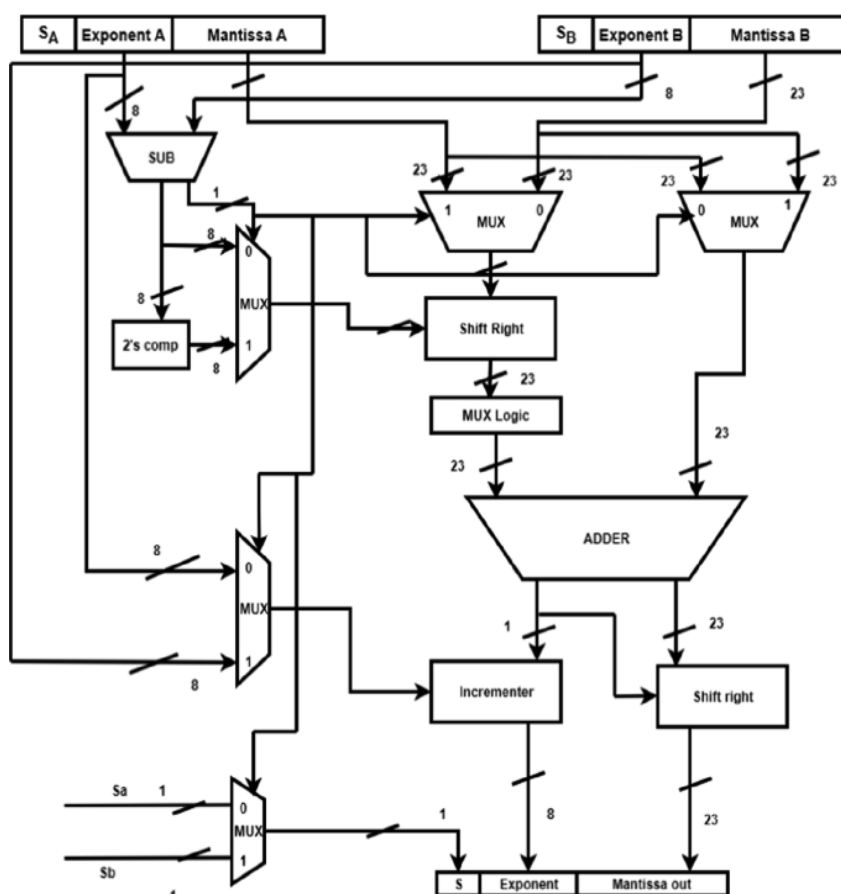 SA Exponent A Mantissa A SB Exponent B Mantissa B
8 8 23
SUB
1 23 23 23 23
1 MUX 0 0 MUX 1
8 0
8 MUX
Shift Right
2's comp 1
8 23
MUX Logic
23 23
ADDER
8 0
MUX 1 23
1
8 Incrementer Shift right
Sa 1 0 1 8 23
MUX
1
Sb
1 S Exponent Mantissa out